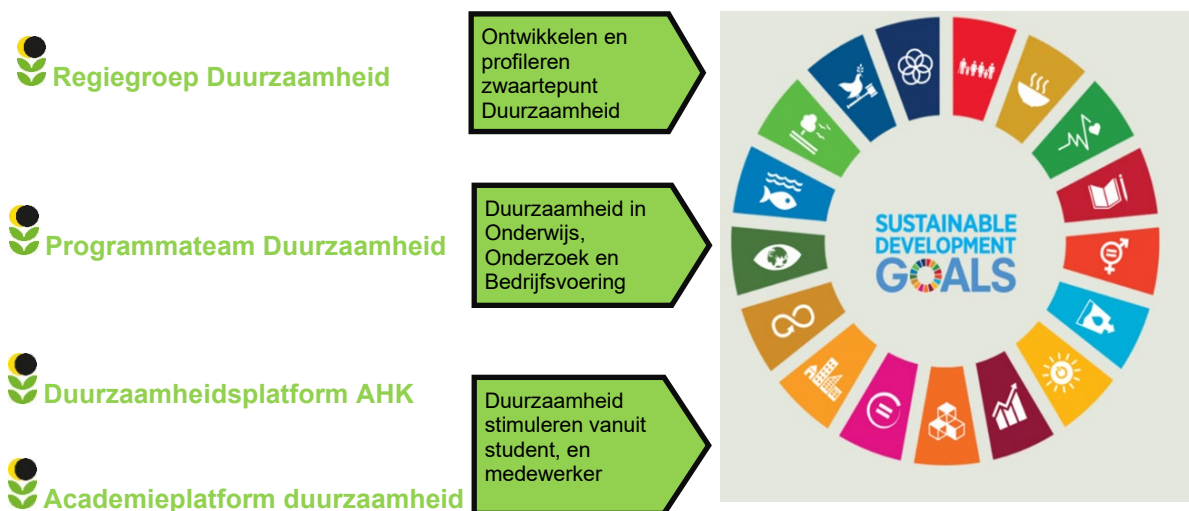 Regiegroep Duurzaamheid
Ontwikkelen en
profileren
zwaartepunt
Duurzaamheid
Programmateam Duurzaamheid
Duurzaamheid in
Onderwijs,
Onderzoek en
Bedrijfsvoering
Duurzaamheidsplatform AHK
Academieplatform duurzaamheid
Duurzaamheid
stimuleren vanuit
student, en
medewerker
SUSTAINABLE
DEVELOPMENT
GOALS